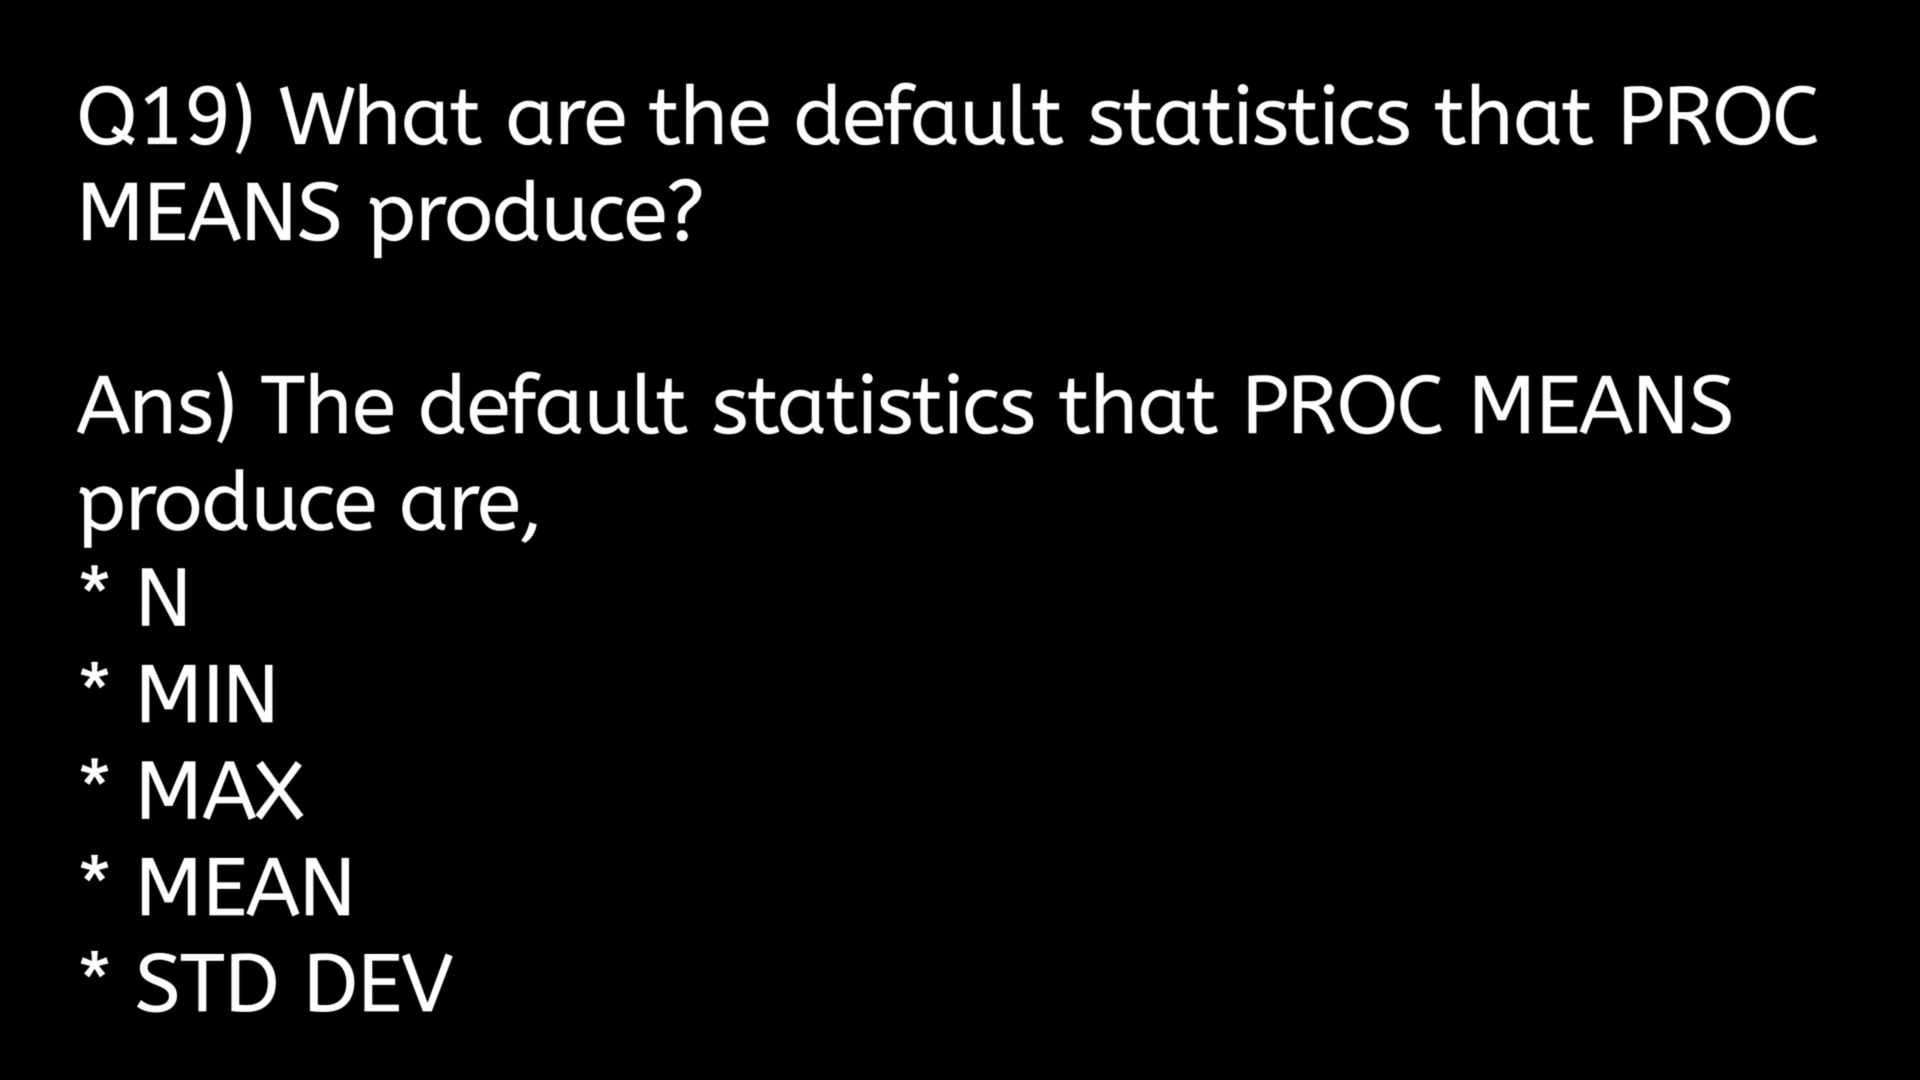 Q19) What are the default statistics that PROC
MEANS produce?
Ans) The default statistics that PROC MEANS
produce are,
* N
* MIN
* MAX
* MEAN
* STD DEV